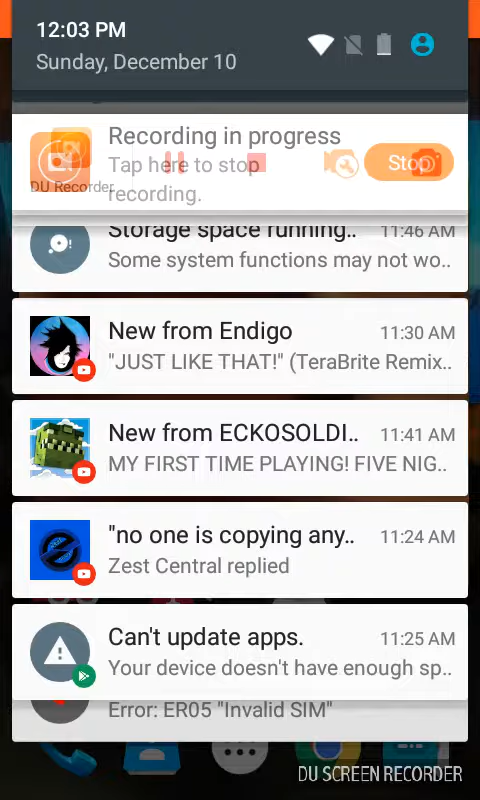 12:03 PM
Sunday, December 10
Recording in progress
Tap here to stop
recording.
Stop
DU Recorder
Storage space running.. 11:46 AM
Some system functions may not wo..
New from Endigo 11:30 AM
"JUST LIKE THAT!" (TeraBrite Remix..
New from ECKOSOLDI.. 11:41 AM
MY FIRST TIME PLAYING! FIVE NIG..
"no one is copying any.. 11:24 AM
Zest Central replied
Can't update apps. 11:25 AM
Your device doesn't have enough sp..
Error: ER05 "Invalid SIM"
DU SCREEN RECORDER